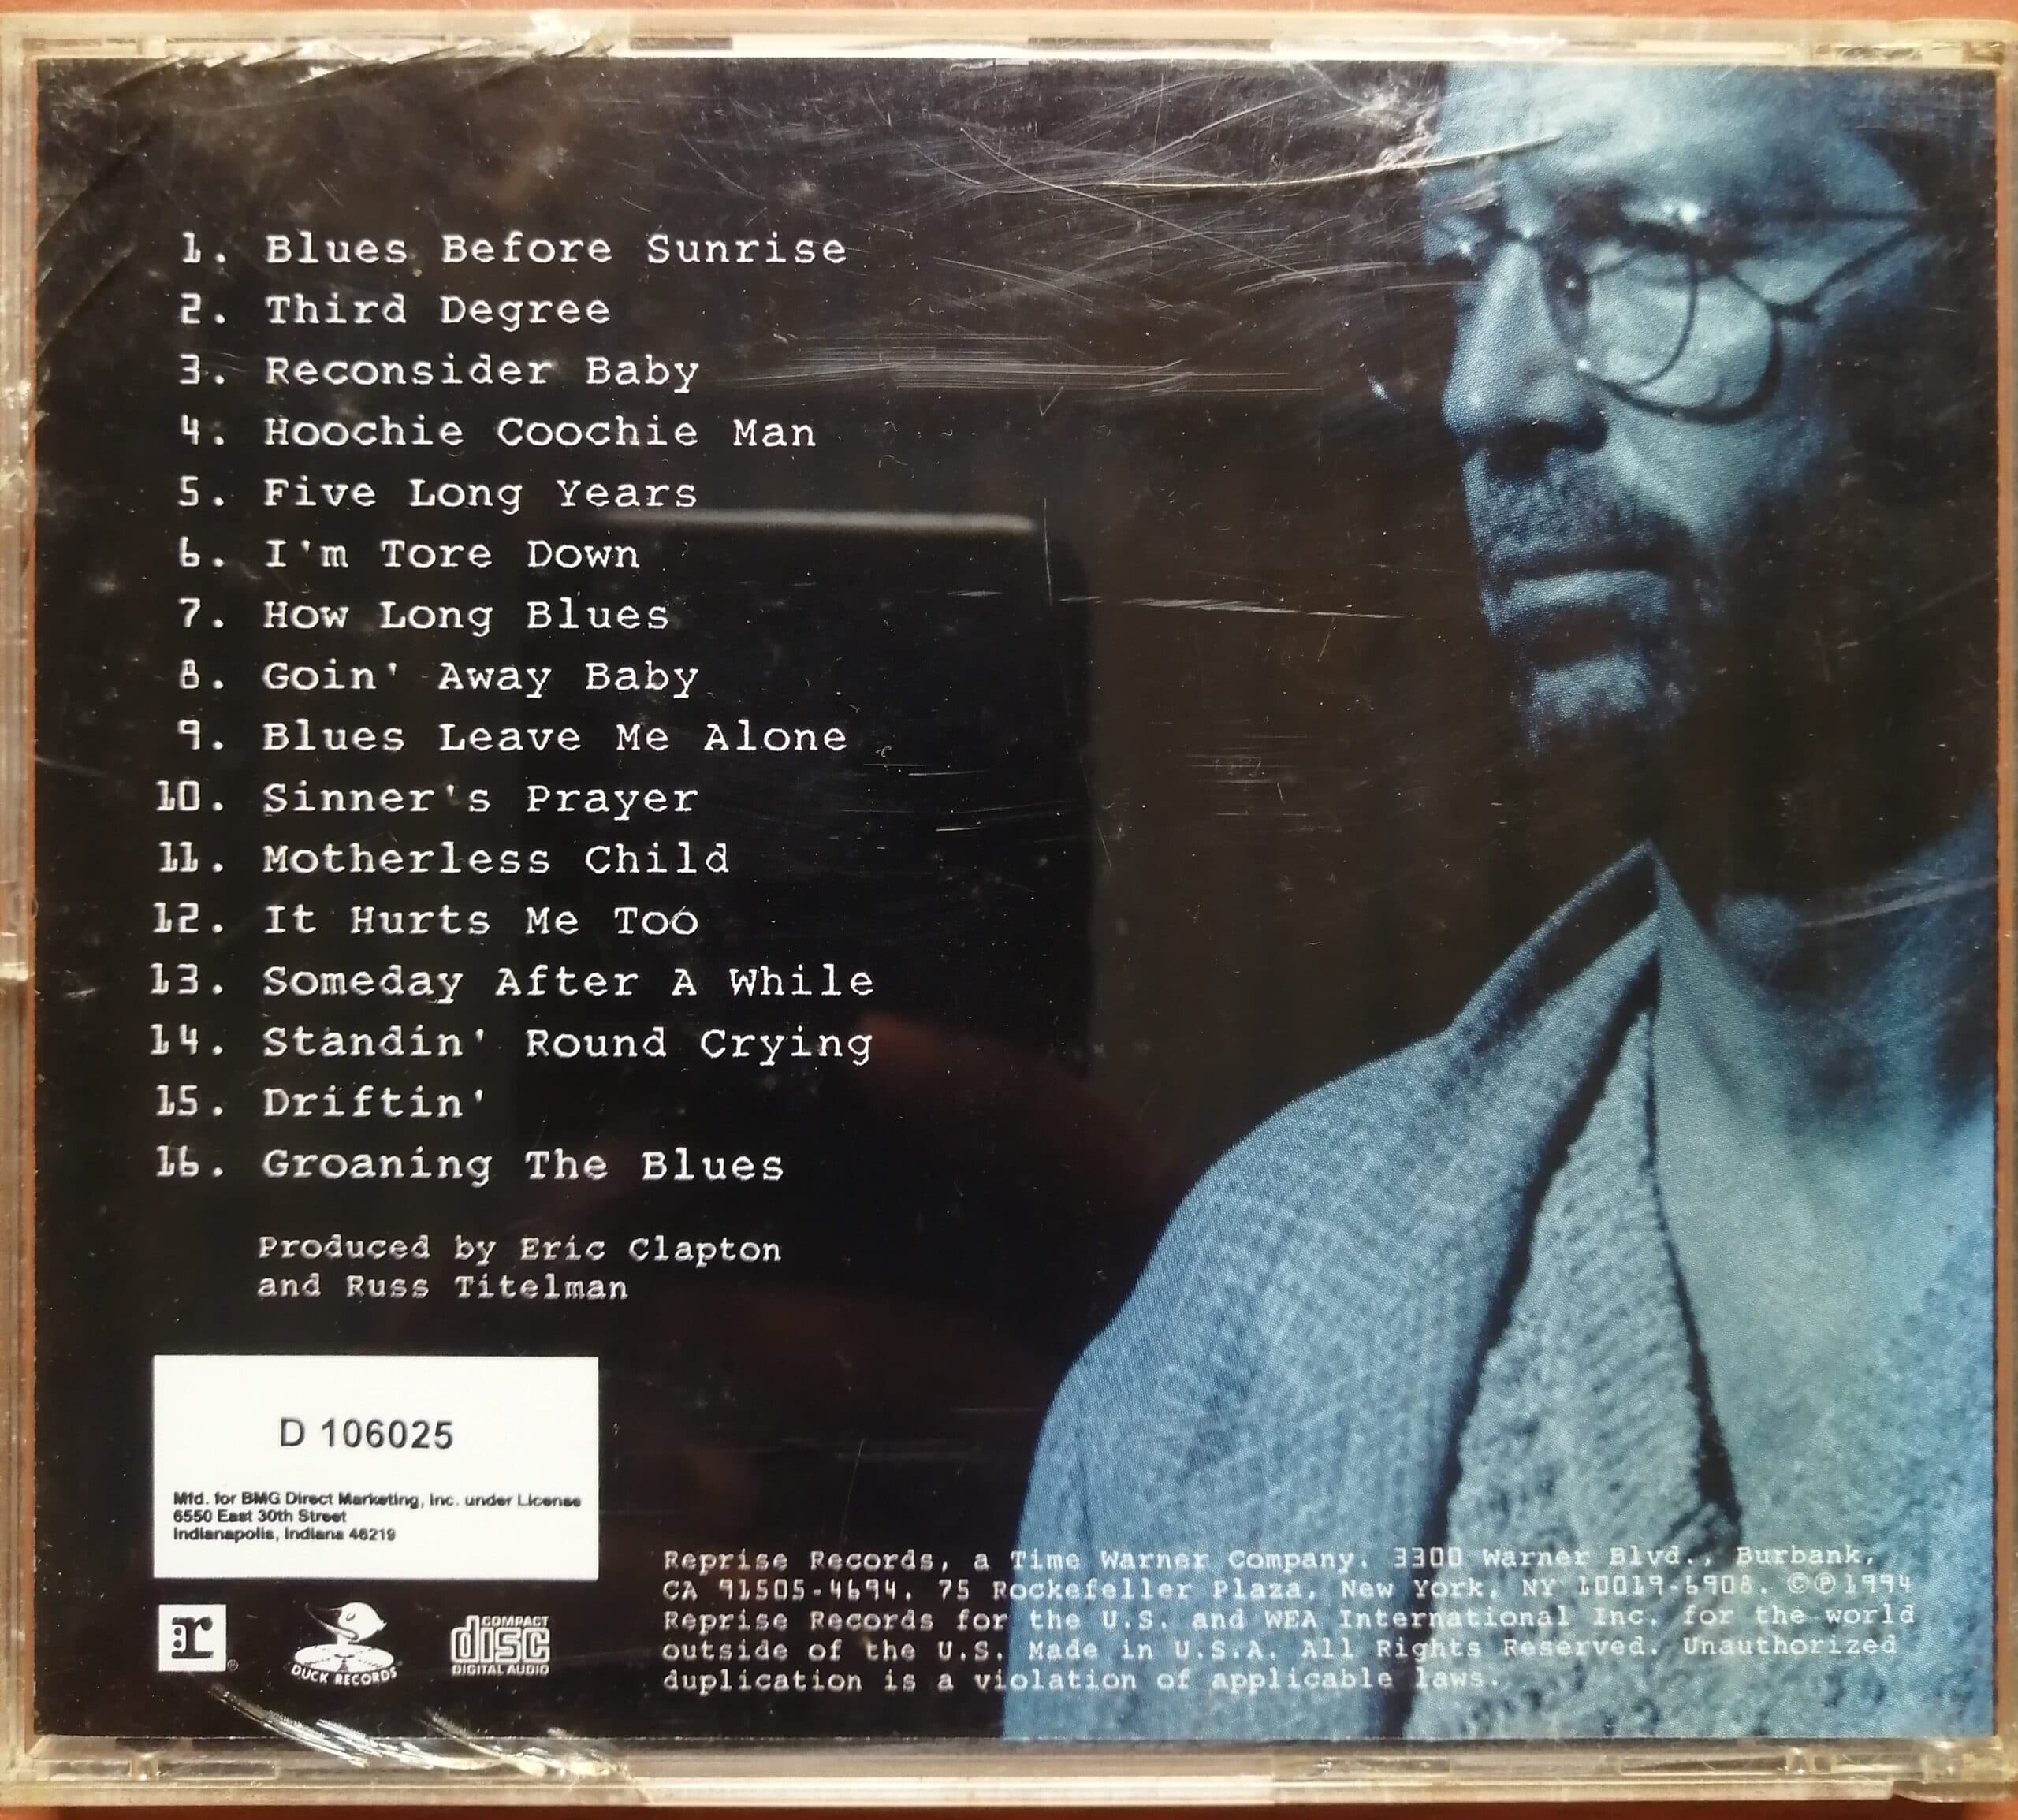 1. Blues Before Sunrise
2. Third Degree
3. Reconsider Baby
4. Hoochie Coochie Man
5. Five Long Years
6. I'm Tore Down
7. How Long Blues
8. Goin' Away Baby
9. Blues Leave Me Alone
10. Sinner's Prayer
11. Motherless Child
12. It Hurts Me Too
13. Someday After A While
14. Standin' Round Crying
15. Driftin'
16. Groaning The Blues
Produced by Eric Clapton
and Russ Titelman
D 106025
Mfd. for BMG Direct Marketing, Inc. under License
6550 East 30th Street
Indianapolis, Indiana 46219
r®
DUCK RECORDS®
COMPACT
disc
DIGITAL AUDIO
Reprise Records, a Time Warner Company. 3300 Warner Blvd., Burbank,
CA 91505-4694. 75 Rockefeller Plaza, New York, NY 10019-6908. ©℗1994
Reprise Records for the U.S. and WEA International Inc. for the world
outside of the U.S. Made in U.S.A. All Rights Reserved. Unauthorized
duplication is a violation of applicable laws.